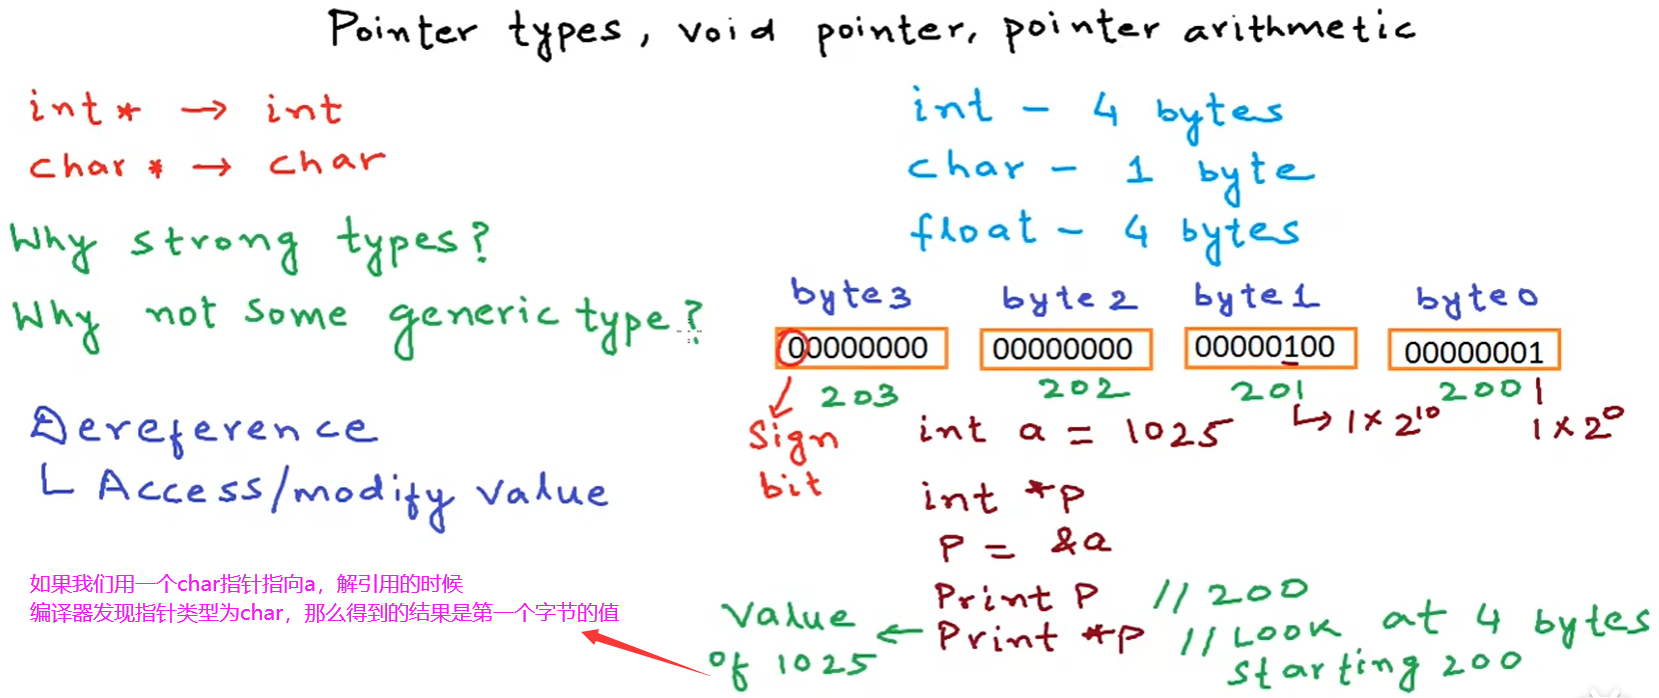 Pointer types, void pointer, pointer arithmetic
int * → int
char * → char
Why strong types?
Why not some generic type?
Dereference
↳ Access/modify value
如果我们用一个char指针指向a，解引用的时候
编译器发现指针类型为char，那么得到的结果是第一个字节的值
int - 4 bytes
char - 1 byte
float - 4 bytes
byte3 byte2 byte1 byte0
00000000 00000000 00000100 00000001
203 202 201 200
Sign bit
int a = 1025 ↳ 1 x 2^10 1 x 2^0
int *p
P = &a
Print P // 200
Print *p // Look at 4 bytes
starting 200
← Value
of 1025